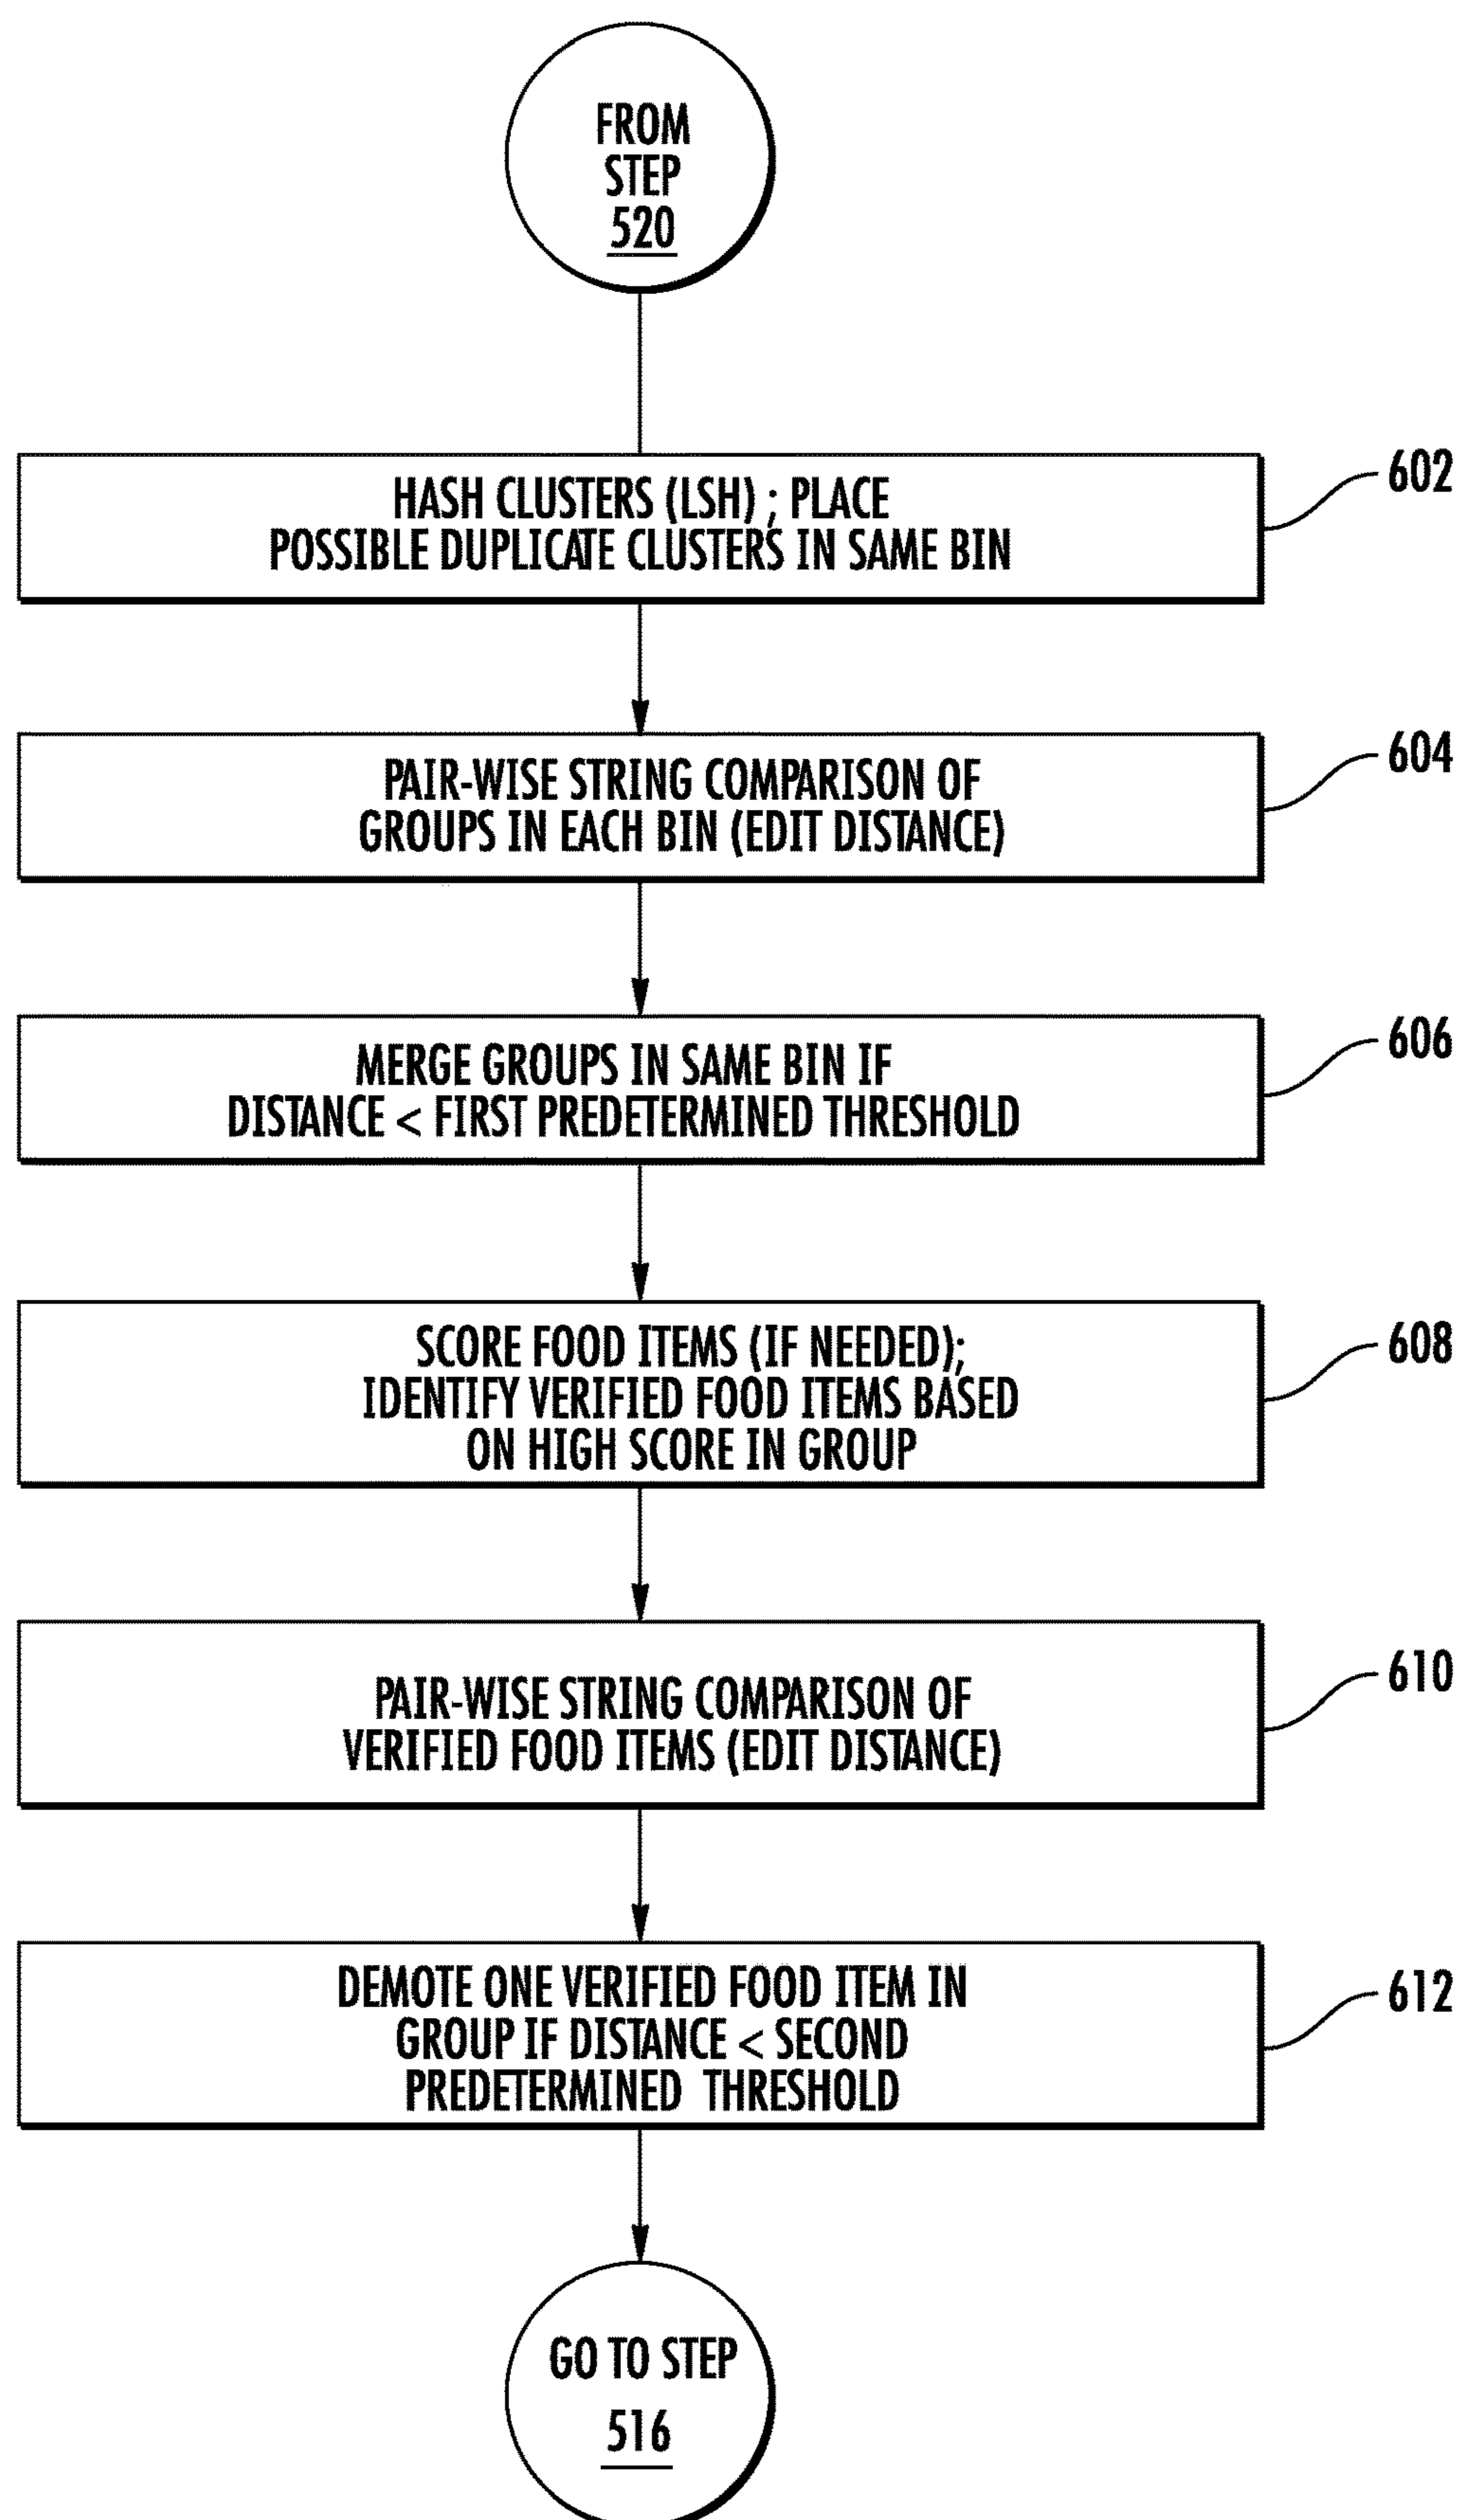 FROM
STEP
520
HASH CLUSTERS (LSH) ; PLACE
POSSIBLE DUPLICATE CLUSTERS IN SAME BIN
602
PAIR-WISE STRING COMPARISON OF
GROUPS IN EACH BIN (EDIT DISTANCE)
604
MERGE GROUPS IN SAME BIN IF
DISTANCE < FIRST PREDETERMINED THRESHOLD
606
SCORE FOOD ITEMS (IF NEEDED);
IDENTIFY VERIFIED FOOD ITEMS BASED
ON HIGH SCORE IN GROUP
608
PAIR-WISE STRING COMPARISON OF
VERIFIED FOOD ITEMS (EDIT DISTANCE)
610
DEMOTE ONE VERIFIED FOOD ITEM IN
GROUP IF DISTANCE < SECOND
PREDETERMINED THRESHOLD
612
GO TO STEP
516